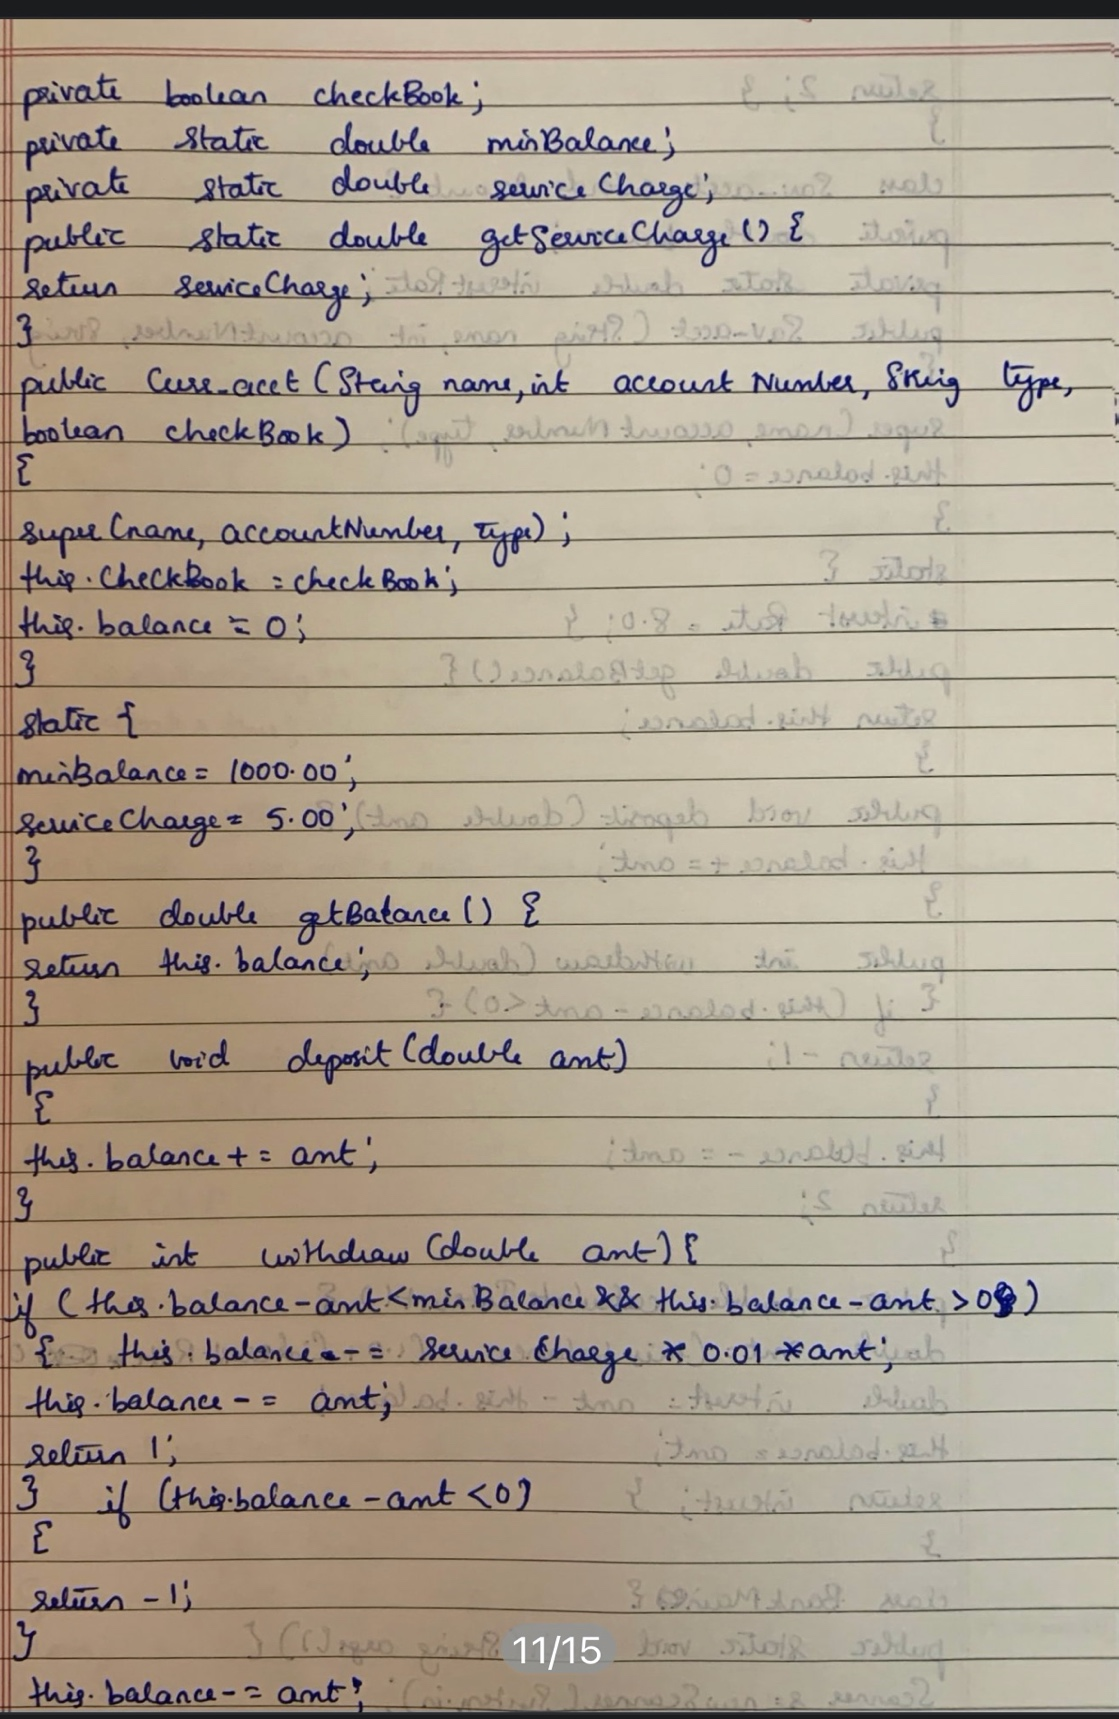 private boolean checkBook;
private static double minBalance;
private static double serviceCharge;
public static double getServiceCharge() {
return serviceCharge;
}
public Curr_acct (String name, int accountNumber, String type,
boolean checkBook)
{
super (name, accountNumber, type);
this.CheckBook = checkBook;
this.balance = 0;
}
static {
minBalance = 1000.00;
serviceCharge = 5.00;
}
public double getBalance() {
return this.balance;
}
public void deposit (double amt)
{
this.balance += amt;
}
public int withdraw (double amt) {
if (this.balance-amt<minBalance && this.balance-amt >0)
{ this.balance -= serviceCharge * 0.01 * amt;
this.balance -= amt;
return 1;
} if (this.balance - amt <0)
{
return -1;
}
11/15
this.balance -= amt;